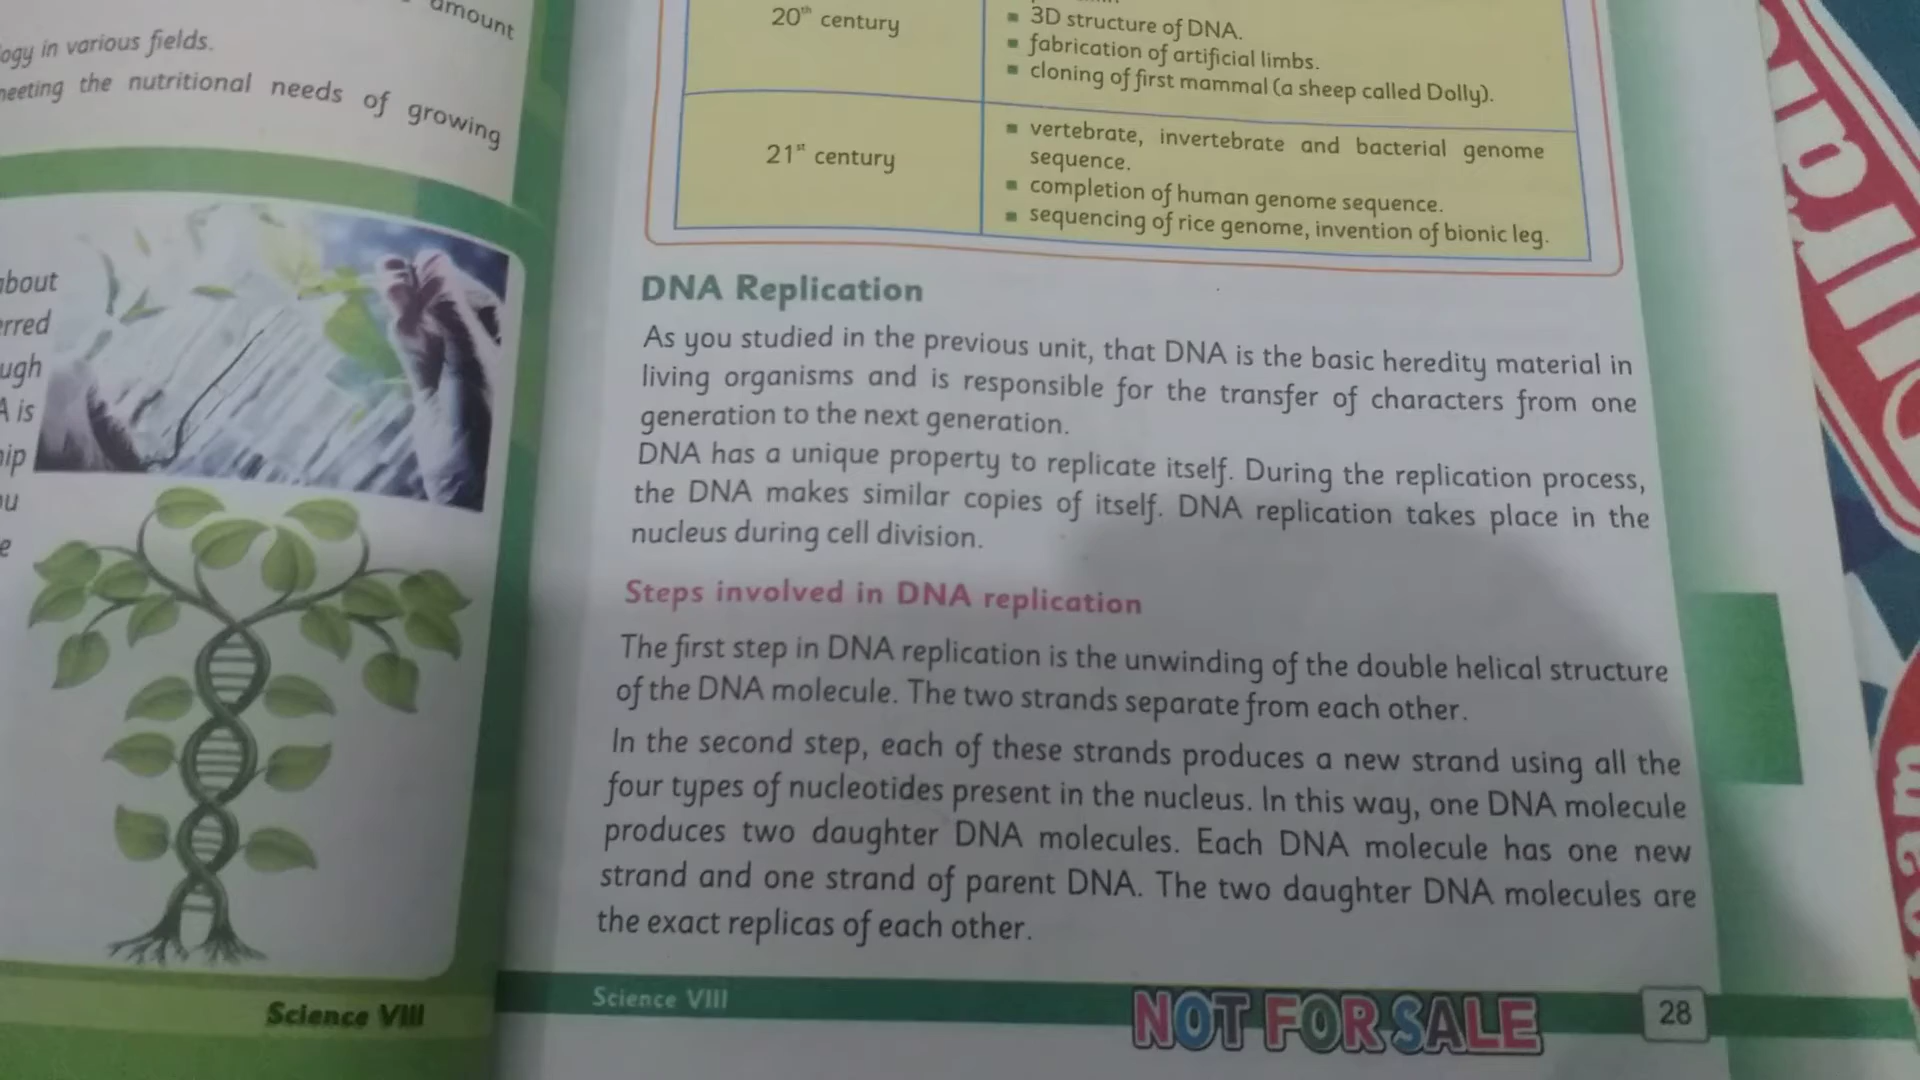 amount
ogy in various fields.
neeting the nutritional needs of growing
about
erred
ugh
A is
ip
ou
e
Science VIII
20th century
3D structure of DNA.
fabrication of artificial limbs.
cloning of first mammal (a sheep called Dolly).
21st century
vertebrate, invertebrate and bacterial genome
sequence.
completion of human genome sequence.
sequencing of rice genome, invention of bionic leg.
DNA Replication
As you studied in the previous unit, that DNA is the basic heredity material in
living organisms and is responsible for the transfer of characters from one
generation to the next generation.
DNA has a unique property to replicate itself. During the replication process,
the DNA makes similar copies of itself. DNA replication takes place in the
nucleus during cell division.
Steps involved in DNA replication
The first step in DNA replication is the unwinding of the double helical structure
of the DNA molecule. The two strands separate from each other.
In the second step, each of these strands produces a new strand using all the
four types of nucleotides present in the nucleus. In this way, one DNA molecule
produces two daughter DNA molecules. Each DNA molecule has one new
strand and one strand of parent DNA. The two daughter DNA molecules are
the exact replicas of each other.
Science VIII
NOT FOR SALE
28